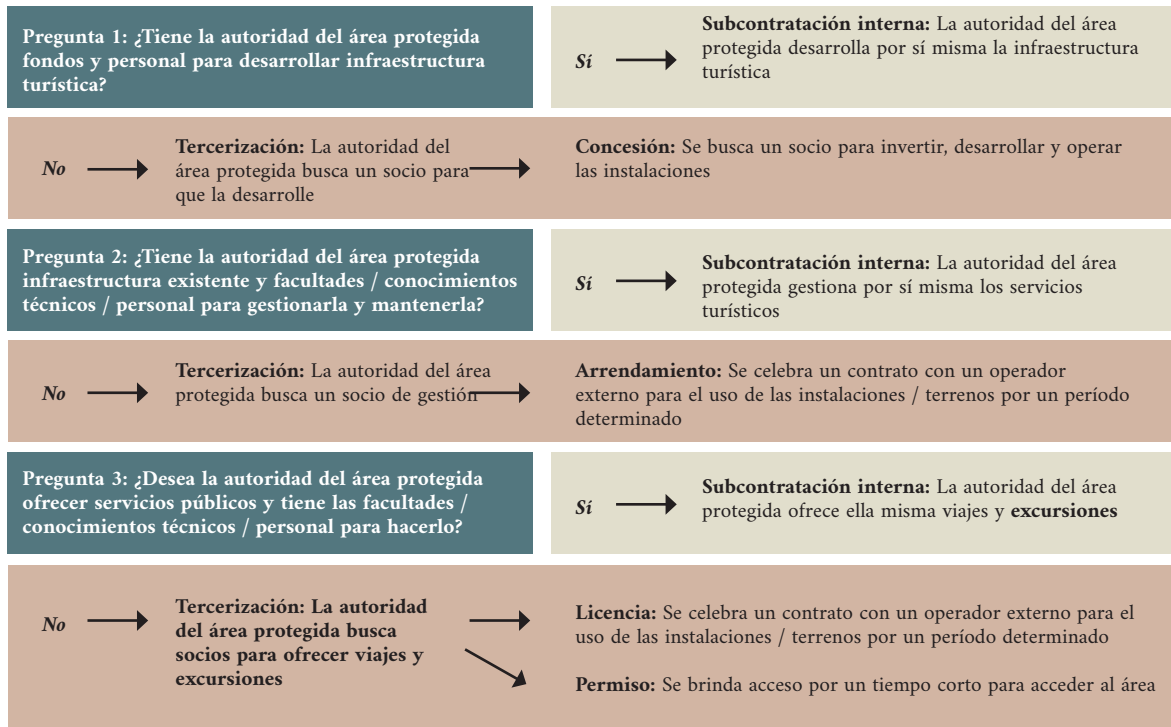 Pregunta 1: ¿Tiene la autoridad del área protegida
fondos y personal para desarrollar infraestructura
turística?
Sí
Subcontratación interna: La autoridad del área
protegida desarrolla por sí misma la infraestructura
turística
No
Tercerización: La autoridad del
área protegida busca un socio para
que la desarrolle
Concesión: Se busca un socio para invertir, desarrollar y operar
las instalaciones
Pregunta 2: ¿Tiene la autoridad del área protegida
infraestructura existente y facultades / conocimientos
técnicos / personal para gestionarla y mantenerla?
Sí
Subcontratación interna: La autoridad del área
protegida gestiona por sí misma los servicios
turísticos
No
Tercerización: La autoridad del área
protegida busca un socio de gestión
Arrendamiento: Se celebra un contrato con un operador
externo para el uso de las instalaciones / terrenos por un período
determinado
Pregunta 3: ¿Desea la autoridad del área protegida
ofrecer servicios públicos y tiene las facultades /
conocimientos técnicos / personal para hacerlo?
Sí
Subcontratación interna: La autoridad del área
protegida ofrece ella misma viajes y excursiones
No
Tercerización: La autoridad
del área protegida busca
socios para ofrecer viajes y
excursiones
Licencia: Se celebra un contrato con un operador externo para el
uso de las instalaciones / terrenos por un período determinado
Permiso: Se brinda acceso por un tiempo corto para acceder al área